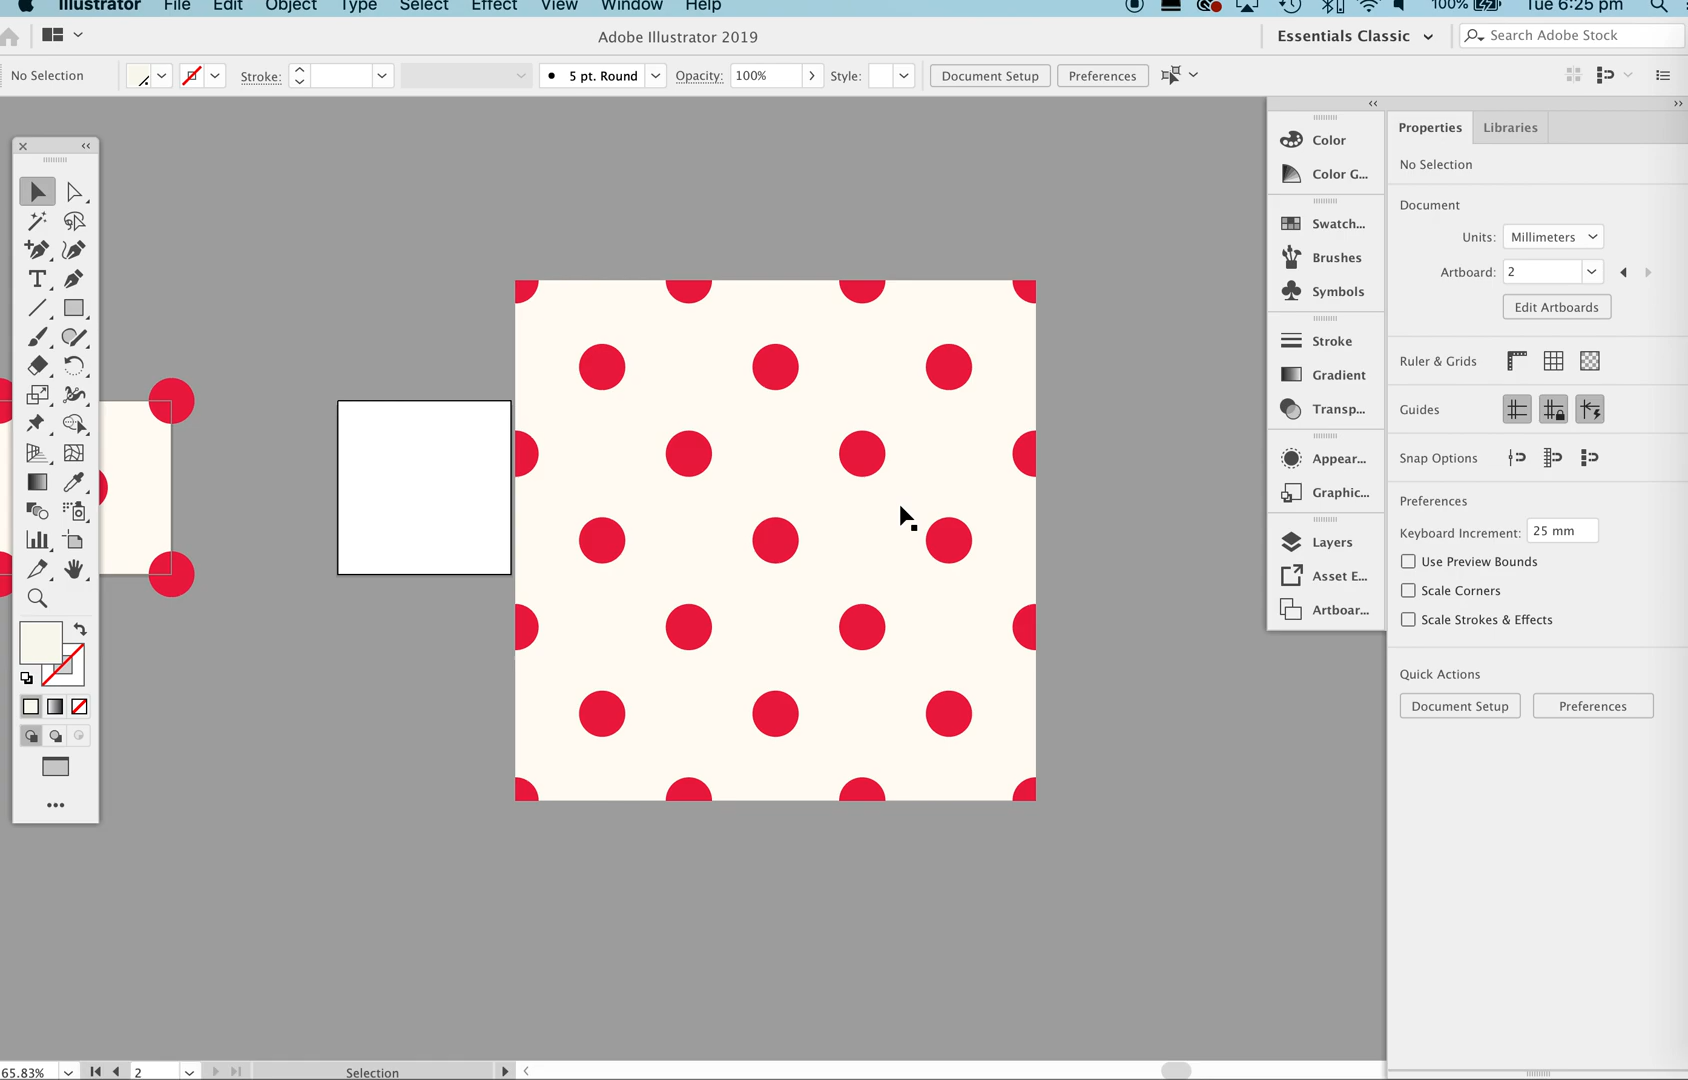 Illustrator File Edit Object Type Select Effect View Window Help 100% Tue 6:25 pm
Adobe Illustrator 2019 Essentials Classic Search Adobe Stock
No Selection Stroke: 5 pt. Round Opacity: 100% Style: Document Setup Preferences
Properties Libraries
No Selection
Document
Units: Millimeters
Artboard: 2
Edit Artboards
Ruler & Grids
Guides
Snap Options
Preferences
Keyboard Increment: 25 mm
Use Preview Bounds
Scale Corners
Scale Strokes & Effects
Quick Actions
Document Setup Preferences
Color
Color G...
Swatch...
Brushes
Symbols
Stroke
Gradient
Transp...
Appear...
Graphic...
Layers
Asset E...
Artboar...
65.83% 2 Selection